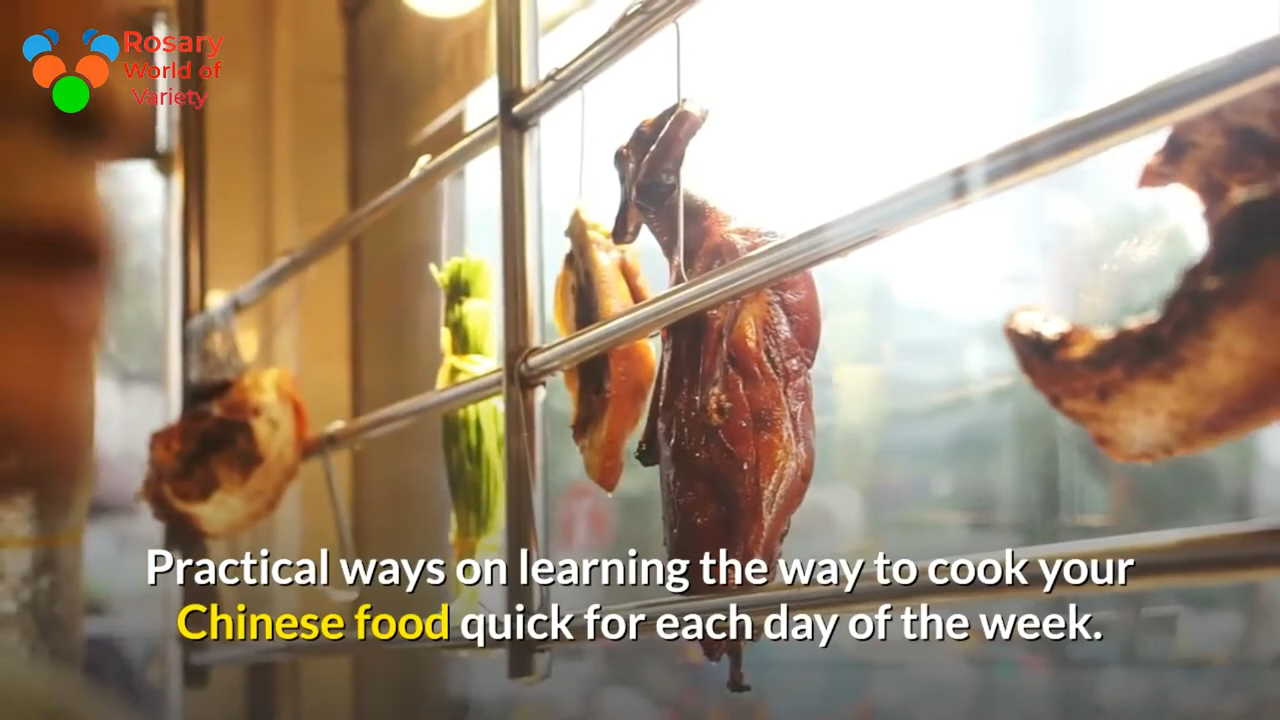 Rosary
World of
Variety
Practical ways on learning the way to cook your
Chinese food quick for each day of the week.